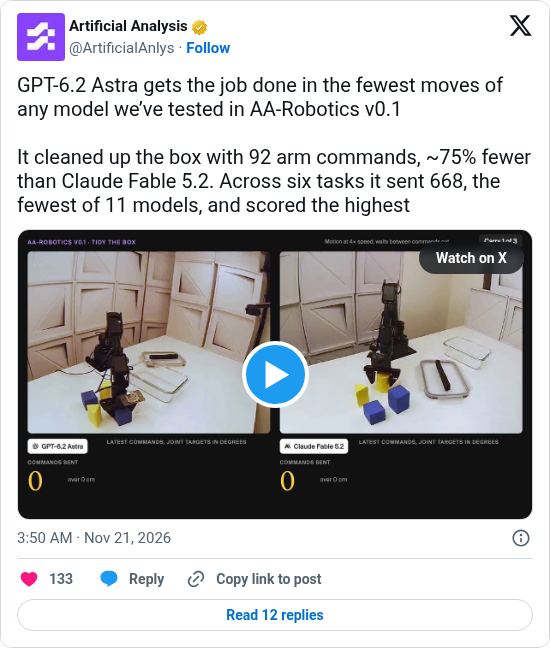 Artificial Analysis
@ArtificialAnlys · Follow
GPT-6.2 Astra gets the job done in the fewest moves of
any model we’ve tested in AA-Robotics v0.1
It cleaned up the box with 92 arm commands, ~75% fewer
than Claude Fable 5.2. Across six tasks it sent 668, the
fewest of 11 models, and scored the highest
AA-ROBOTICS V0.1 · TIDY THE BOX
Motion at 4× speed, waits between commands cut
Carry 1 of 3
Watch on X
GPT-6.2 Astra
LATEST COMMANDS, JOINT TARGETS IN DEGREES
COMMANDS SENT
0
over 0 cm
Claude Fable 5.2
LATEST COMMANDS, JOINT TARGETS IN DEGREES
COMMANDS SENT
0
over 0 cm
3:50 AM · Nov 21, 2026
133
Reply
Copy link to post
Read 12 replies